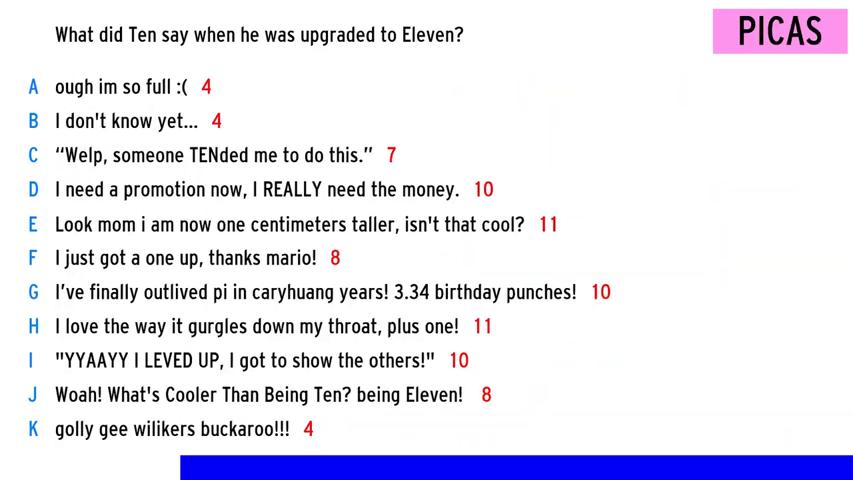 What did Ten say when he was upgraded to Eleven?
PICAS
A ough im so full :( 4
B I don't know yet... 4
C “Welp, someone TENded me to do this.” 7
D I need a promotion now, I REALLY need the money. 10
E Look mom i am now one centimeters taller, isn't that cool? 11
F I just got a one up, thanks mario! 8
G I’ve finally outlived pi in caryhuang years! 3.34 birthday punches! 10
H I love the way it gurgles down my throat, plus one! 11
I "YYAAYY I LEVED UP, I got to show the others!" 10
J Woah! What's Cooler Than Being Ten? being Eleven! 8
K golly gee wilikers buckaroo!!! 4